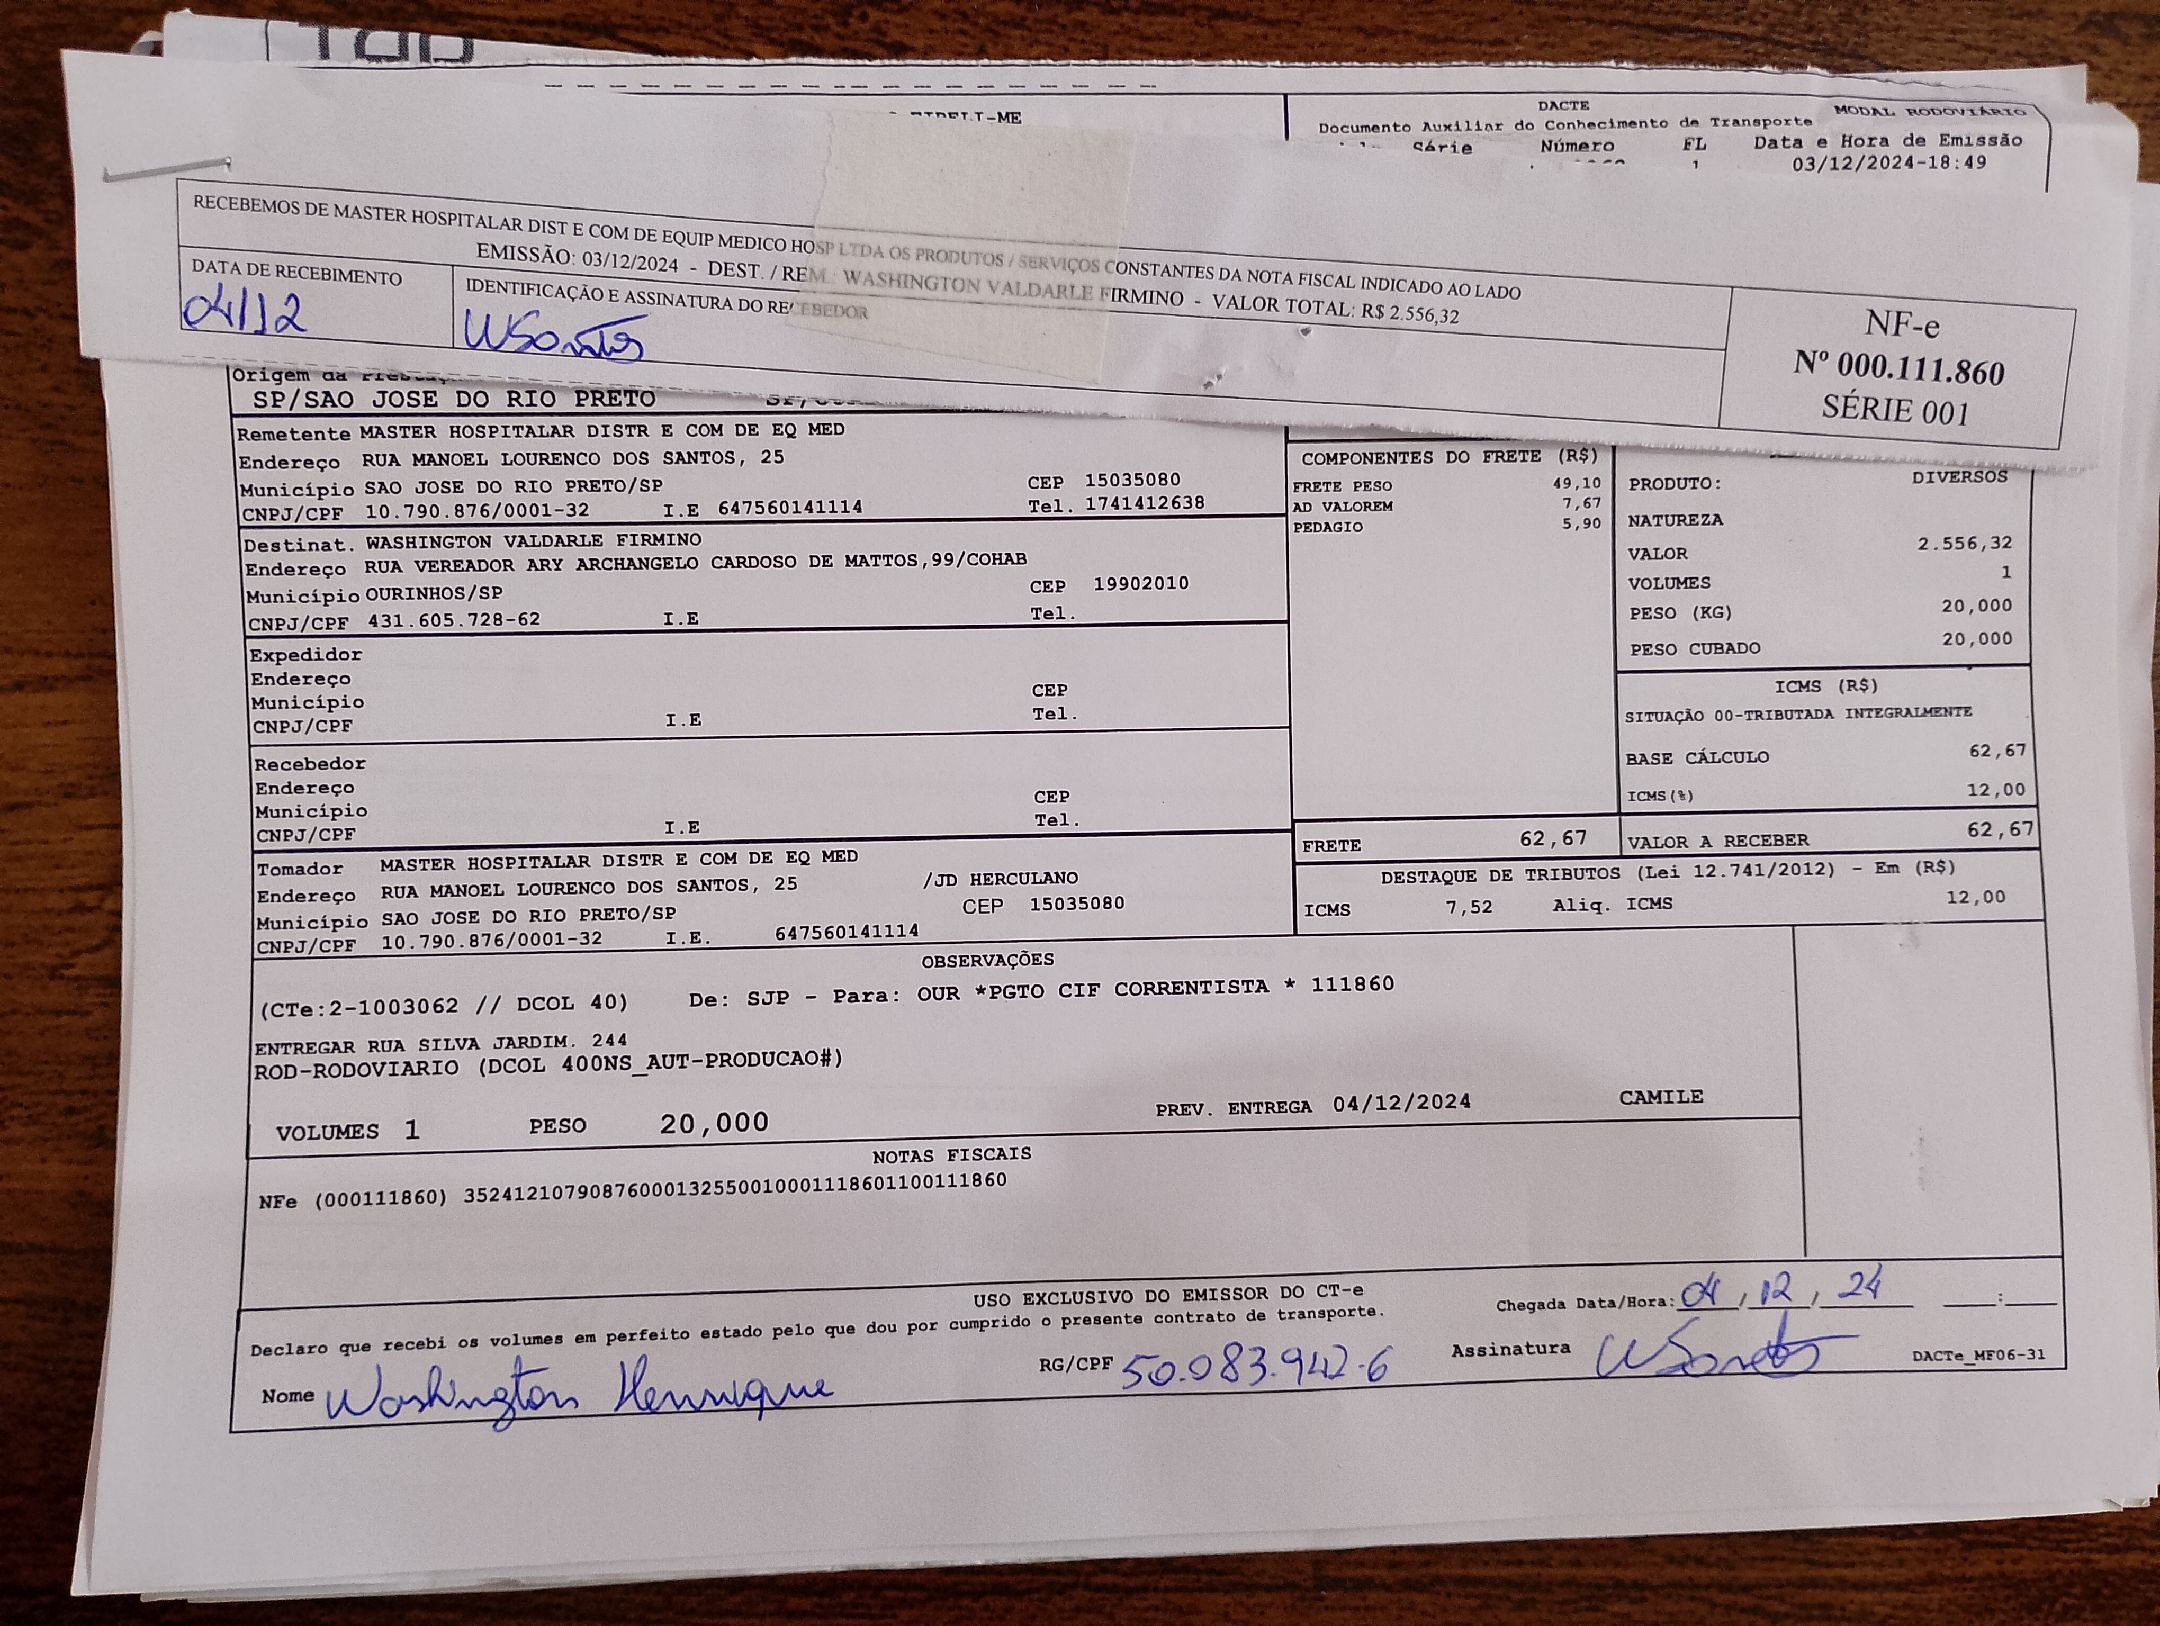 DACTE
MODAL RODOVIÁRIO
Documento Auxiliar do Conhecimento de Transporte
Série Número FL Data e Hora de Emissão
1 03/12/2024-18:49
RECEBEMOS DE MASTER HOSPITALAR DIST E COM DE EQUIP MEDICO HOSP LTDA OS PRODUTOS / SERVIÇOS CONSTANTES DA NOTA FISCAL INDICADO AO LADO
EMISSÃO: 03/12/2024 - DEST. / REM.: WASHINGTON VALDARLE FIRMINO - VALOR TOTAL: R$ 2.556,32
DATA DE RECEBIMENTO
04/12
IDENTIFICAÇÃO E ASSINATURA DO RECEBEDOR
WSantos
NF-e
Nº 000.111.860
SÉRIE 001
Origem da
SP/SAO JOSE DO RIO PRETO
Remetente MASTER HOSPITALAR DISTR E COM DE EQ MED
Endereço RUA MANOEL LOURENCO DOS SANTOS, 25
Município SAO JOSE DO RIO PRETO/SP CEP 15035080
CNPJ/CPF 10.790.876/0001-32 I.E 647560141114 Tel. 1741412638
Destinat. WASHINGTON VALDARLE FIRMINO
Endereço RUA VEREADOR ARY ARCHANGELO CARDOSO DE MATTOS,99/COHAB
Município OURINHOS/SP CEP 19902010
CNPJ/CPF 431.605.728-62 I.E Tel.
Expedidor
Endereço
Município CEP
CNPJ/CPF I.E Tel.
Recebedor
Endereço
Município CEP
CNPJ/CPF I.E Tel.
Tomador MASTER HOSPITALAR DISTR E COM DE EQ MED
Endereço RUA MANOEL LOURENCO DOS SANTOS, 25 /JD HERCULANO
Município SAO JOSE DO RIO PRETO/SP CEP 15035080
CNPJ/CPF 10.790.876/0001-32 I.E. 647560141114
COMPONENTES DO FRETE (R$)
FRETE PESO 49,10
AD VALOREM 7,67
PEDAGIO 5,90
PRODUTO: DIVERSOS
NATUREZA
VALOR 2.556,32
VOLUMES 1
PESO (KG) 20,000
PESO CUBADO 20,000
ICMS (R$)
SITUAÇÃO 00-TRIBUTADA INTEGRALMENTE
BASE CÁLCULO 62,67
ICMS(%) 12,00
FRETE 62,67 VALOR A RECEBER 62,67
DESTAQUE DE TRIBUTOS (Lei 12.741/2012) - Em (R$)
ICMS 7,52 Aliq. ICMS 12,00
OBSERVAÇÕES
(CTe:2-1003062 // DCOL 40) De: SJP - Para: OUR *PGTO CIF CORRENTISTA * 111860
ENTREGAR RUA SILVA JARDIM. 244
ROD-RODOVIARIO (DCOL 400NS_AUT-PRODUCAO#)
VOLUMES 1 PESO 20,000 PREV. ENTREGA 04/12/2024 CAMILE
NOTAS FISCAIS
NFe (000111860) 35241210790876000132550010001118601100111860
USO EXCLUSIVO DO EMISSOR DO CT-e
Declaro que recebi os volumes em perfeito estado pelo que dou por cumprido o presente contrato de transporte.
Chegada Data/Hora: 04, 12, 24 :
Nome Washington Henrique RG/CPF 50.083.942-6 Assinatura WSantos DACTe_MF06-31